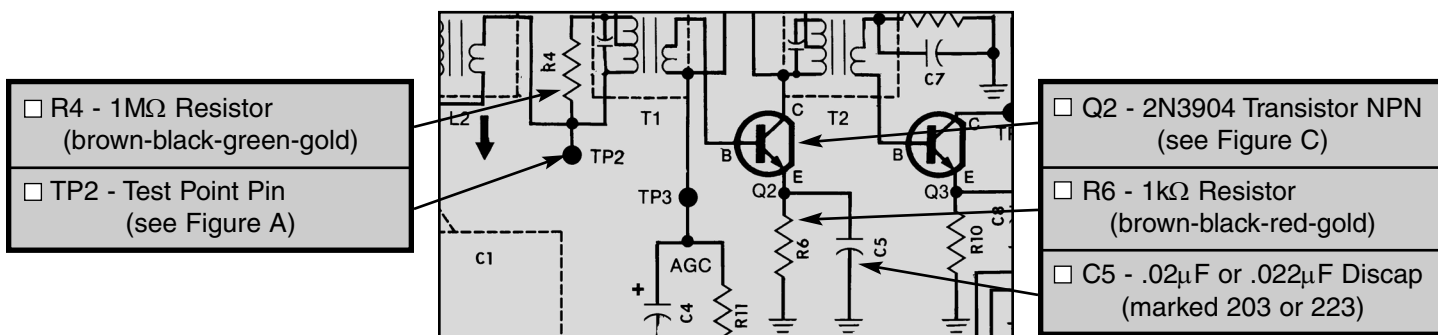 ☐ R4 - 1MΩ Resistor
(brown-black-green-gold)
☐ TP2 - Test Point Pin
(see Figure A)
L2
R4
T1
TP2
TP3
C1
AGC
+
C4
R11
C
B
E
Q2
T2
R6
C5
C7
C
B
E
Q3
C8
R10
☐ Q2 - 2N3904 Transistor NPN
(see Figure C)
☐ R6 - 1kΩ Resistor
(brown-black-red-gold)
☐ C5 - .02μF or .022μF Discap
(marked 203 or 223)